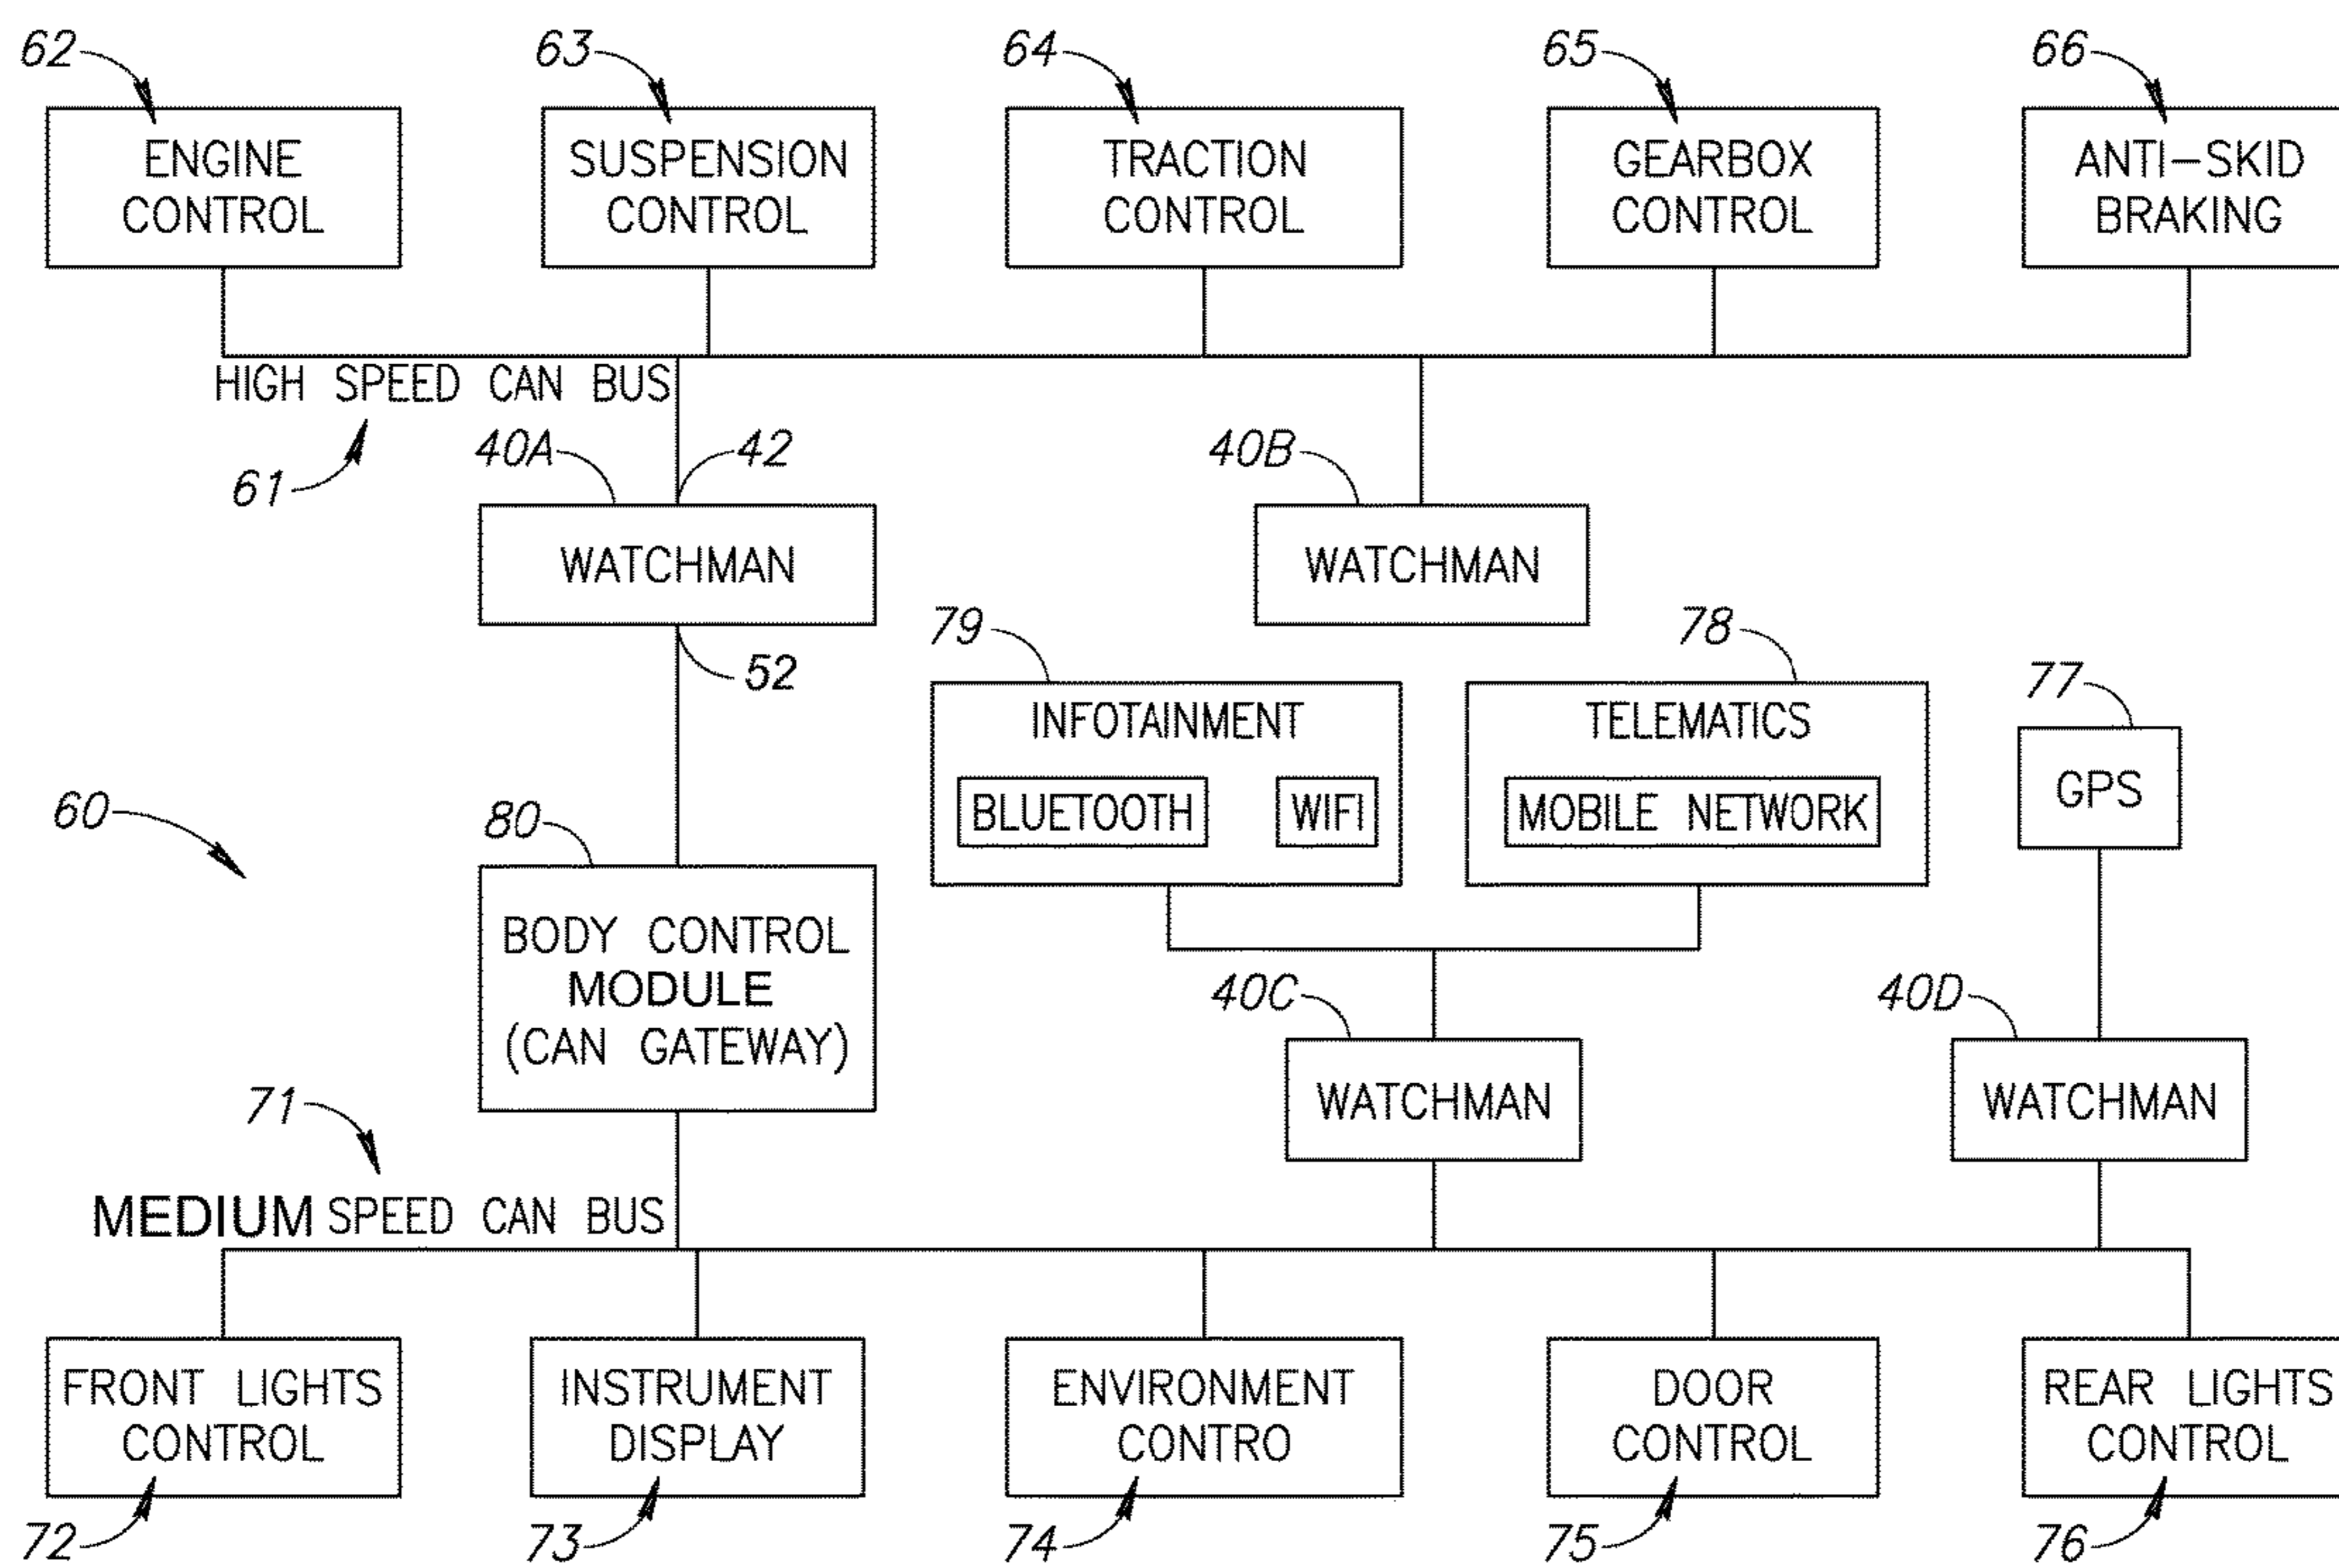 62
63
64
65
66
ENGINE
CONTROL
SUSPENSION
CONTROL
TRACTION
CONTROL
GEARBOX
CONTROL
ANTI-SKID
BRAKING
HIGH SPEED CAN BUS
61
40A
42
40B
WATCHMAN
WATCHMAN
52
79
78
77
INFOTAINMENT
BLUETOOTH
WIFI
TELEMATICS
MOBILE NETWORK
GPS
60
80
BODY CONTROL
MODULE
(CAN GATEWAY)
40C
40D
WATCHMAN
WATCHMAN
71
MEDIUM SPEED CAN BUS
FRONT LIGHTS
CONTROL
INSTRUMENT
DISPLAY
ENVIRONMENT
CONTRO
DOOR
CONTROL
REAR LIGHTS
CONTROL
72
73
74
75
76